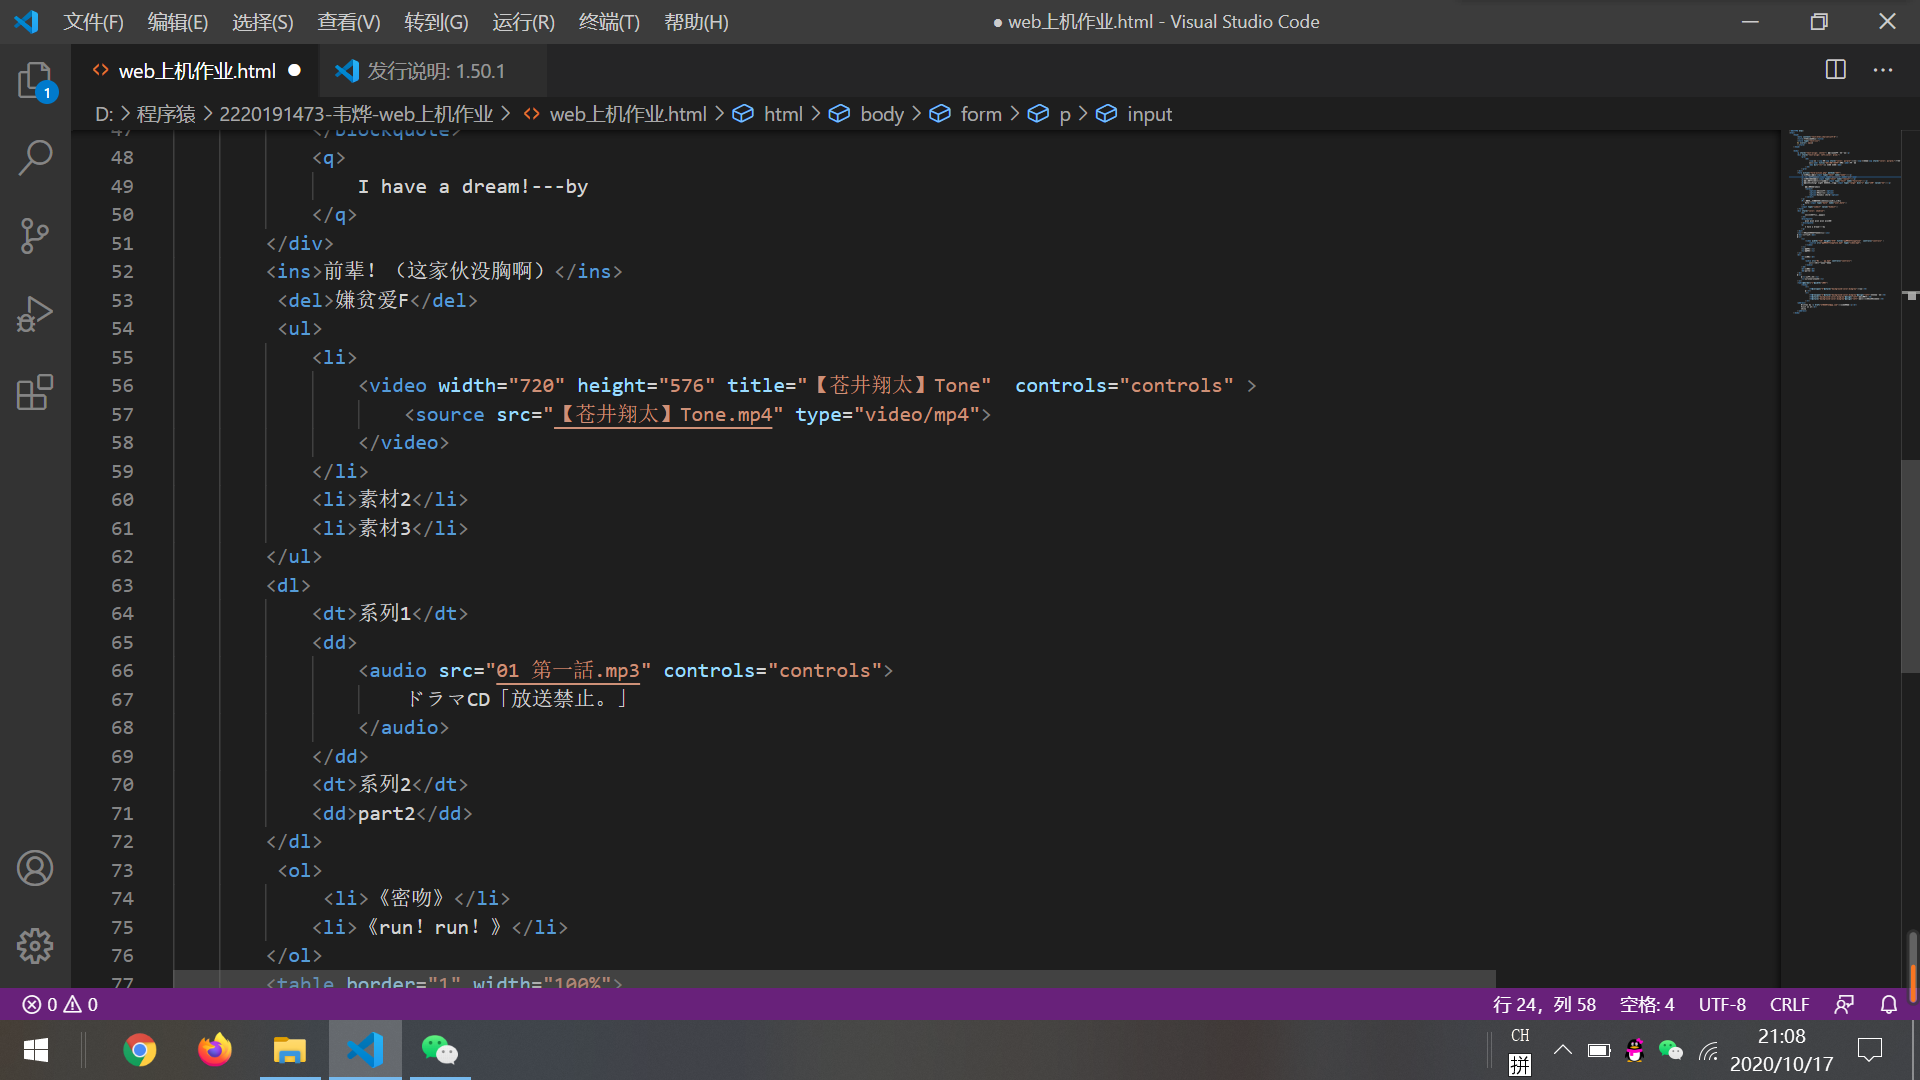 文件(F) 编辑(E) 选择(S) 查看(V) 转到(G) 运行(R) 终端(T) 帮助(H) ● web上机作业.html - Visual Studio Code
web上机作业.html ● 发行说明: 1.50.1
1
D: > 程序猿 > 2220191473-韦烨-web上机作业 > web上机作业.html > html > body > form > p > input
47 </blockquote>
48 <q>
49 I have a dream!---by
50 </q>
51 </div>
52 <ins>前辈！（这家伙没胸啊）</ins>
53 <del>嫌贫爱F</del>
54 <ul>
55 <li>
56 <video width="720" height="576" title="【苍井翔太】Tone"  controls="controls" >
57 <source src="【苍井翔太】Tone.mp4" type="video/mp4">
58 </video>
59 </li>
60 <li>素材2</li>
61 <li>素材3</li>
62 </ul>
63 <dl>
64 <dt>系列1</dt>
65 <dd>
66 <audio src="01 第一話.mp3" controls="controls">
67 ドラマCD「放送禁止。」
68 </audio>
69 </dd>
70 <dt>系列2</dt>
71 <dd>part2</dd>
72 </dl>
73 <ol>
74 <li>《密吻》</li>
75 <li>《run！run！》</li>
76 </ol>
77 <table border="1" width="100%">
0 0 行 24，列 58 空格: 4 UTF-8 CRLF
CH
拼
21:08
2020/10/17